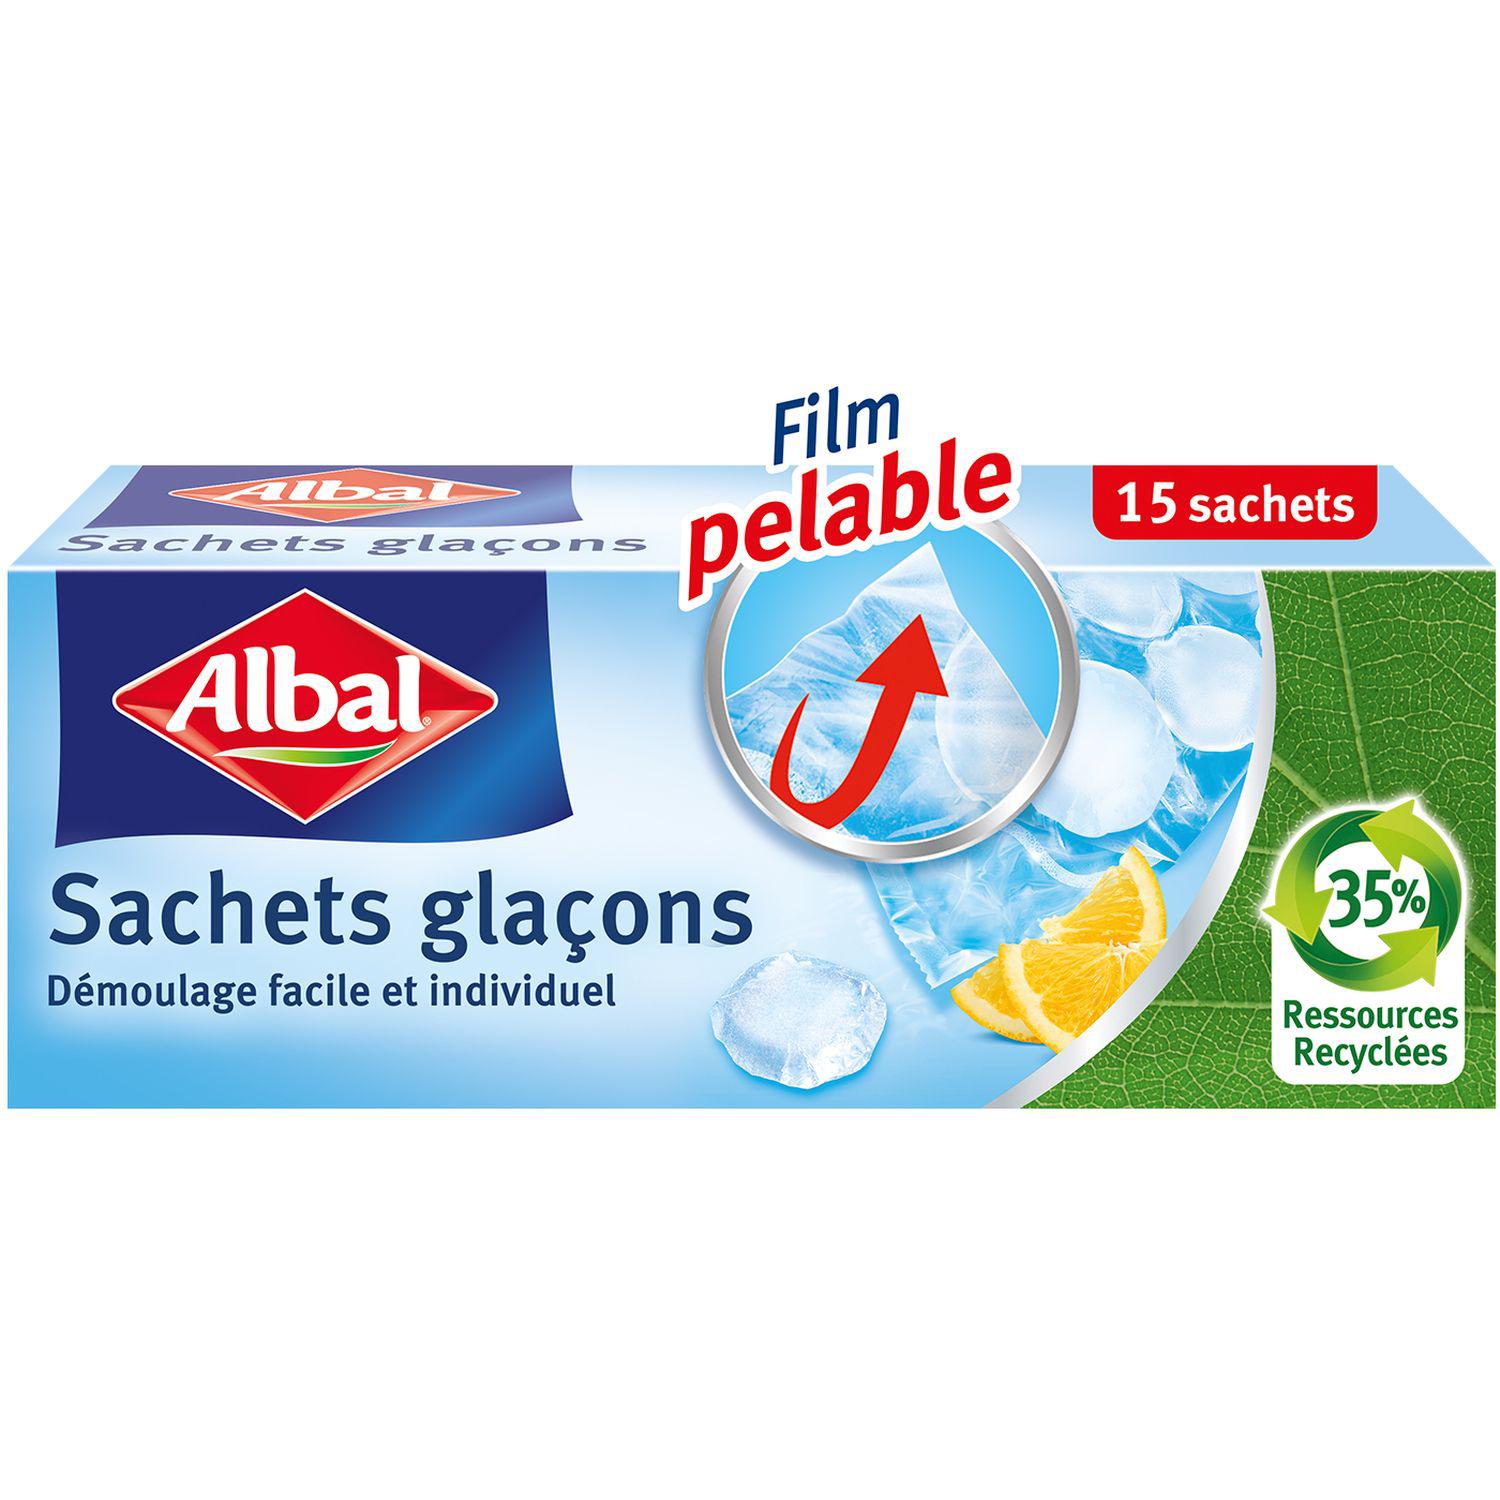 Film
pelable
15 sachets
Albal
Sachets glaçons
Albal®
Sachets glaçons
Démoulage facile et individuel
35%
Ressources
Recyclées